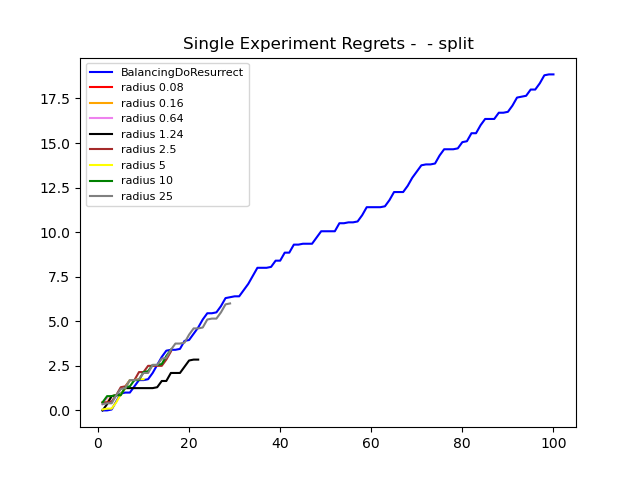 Single Experiment Regrets -  - split
BalancingDoResurrect
radius 0.08
radius 0.16
radius 0.64
radius 1.24
radius 2.5
radius 5
radius 10
radius 25
17.5
15.0
12.5
10.0
7.5
5.0
2.5
0.0
0 20 40 60 80 100